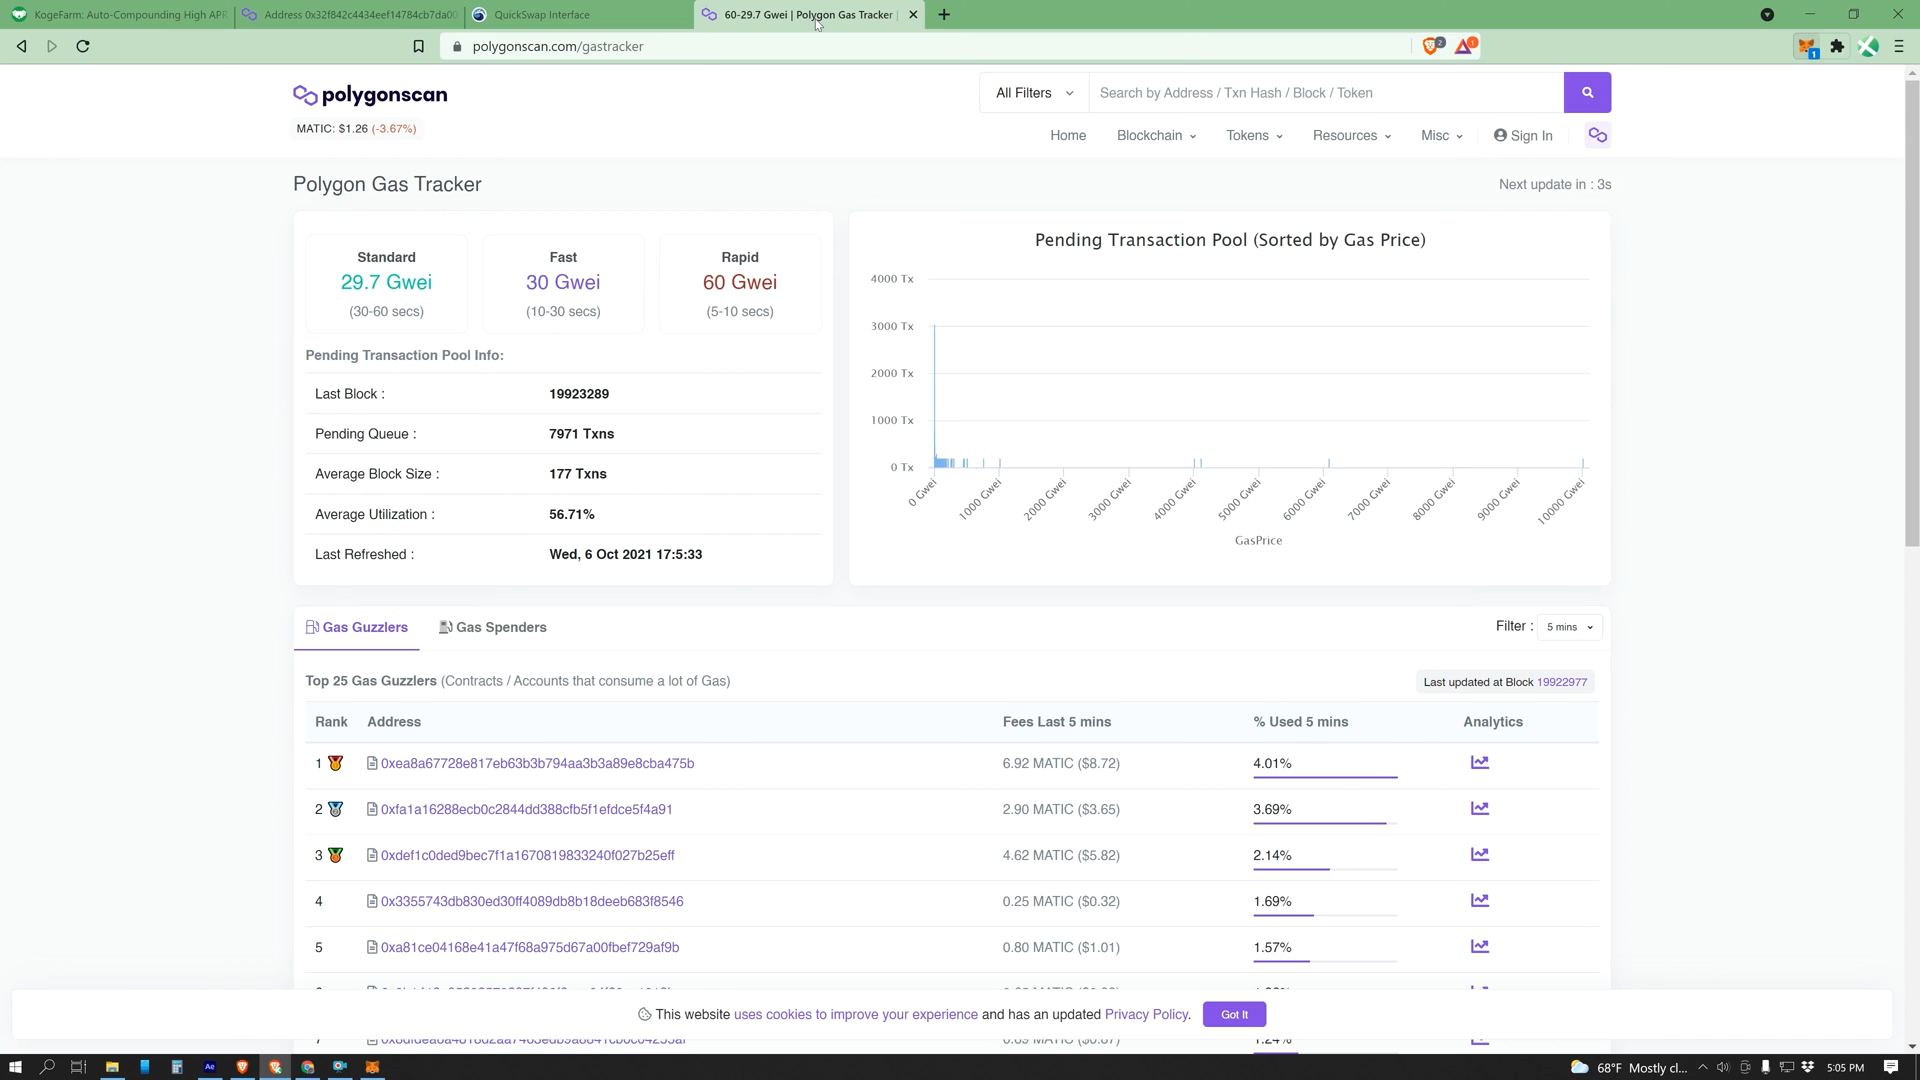 KogeFarm: Auto-Compounding High APR
Address 0x32f842c4434eef14784cb7da00
QuickSwap Interface
60-29.7 Gwei | Polygon Gas Tracker
polygonscan.com/gastracker
2
1
1
polygonscan
MATIC: $1.26 (-3.67%)
All Filters
Search by Address / Txn Hash / Block / Token
Home Blockchain Tokens Resources Misc Sign In
Polygon Gas Tracker
Next update in : 3s
Standard
29.7 Gwei
(30-60 secs)
Fast
30 Gwei
(10-30 secs)
Rapid
60 Gwei
(5-10 secs)
Pending Transaction Pool Info:
Last Block : 19923289
Pending Queue : 7971 Txns
Average Block Size : 177 Txns
Average Utilization : 56.71%
Last Refreshed : Wed, 6 Oct 2021 17:5:33
Pending Transaction Pool (Sorted by Gas Price)
4000 Tx
3000 Tx
2000 Tx
1000 Tx
0 Tx
0 Gwei 1000 Gwei 2000 Gwei 3000 Gwei 4000 Gwei 5000 Gwei 6000 Gwei 7000 Gwei 8000 Gwei 9000 Gwei 10000 Gwei
GasPrice
Gas Guzzlers Gas Spenders
Filter : 5 mins
Top 25 Gas Guzzlers (Contracts / Accounts that consume a lot of Gas)
Last updated at Block 19922977
Rank Address Fees Last 5 mins % Used 5 mins Analytics
1 0xea8a67728e817eb63b3b794aa3b3a89e8cba475b 6.92 MATIC ($8.72) 4.01%
2 0xfa1a16288ecb0c2844dd388cfb5f1efdce5f4a91 2.90 MATIC ($3.65) 3.69%
3 0xdef1c0ded9bec7f1a1670819833240f027b25eff 4.62 MATIC ($5.82) 2.14%
4 0x3355743db830ed30ff4089db8b18deeb683f8546 0.25 MATIC ($0.32) 1.69%
5 0xa81ce04168e41a47f68a975d67a00fbef729af9b 0.80 MATIC ($1.01) 1.57%
This website uses cookies to improve your experience and has an updated Privacy Policy.
Got It
Ae
68°F Mostly cl...
5:05 PM